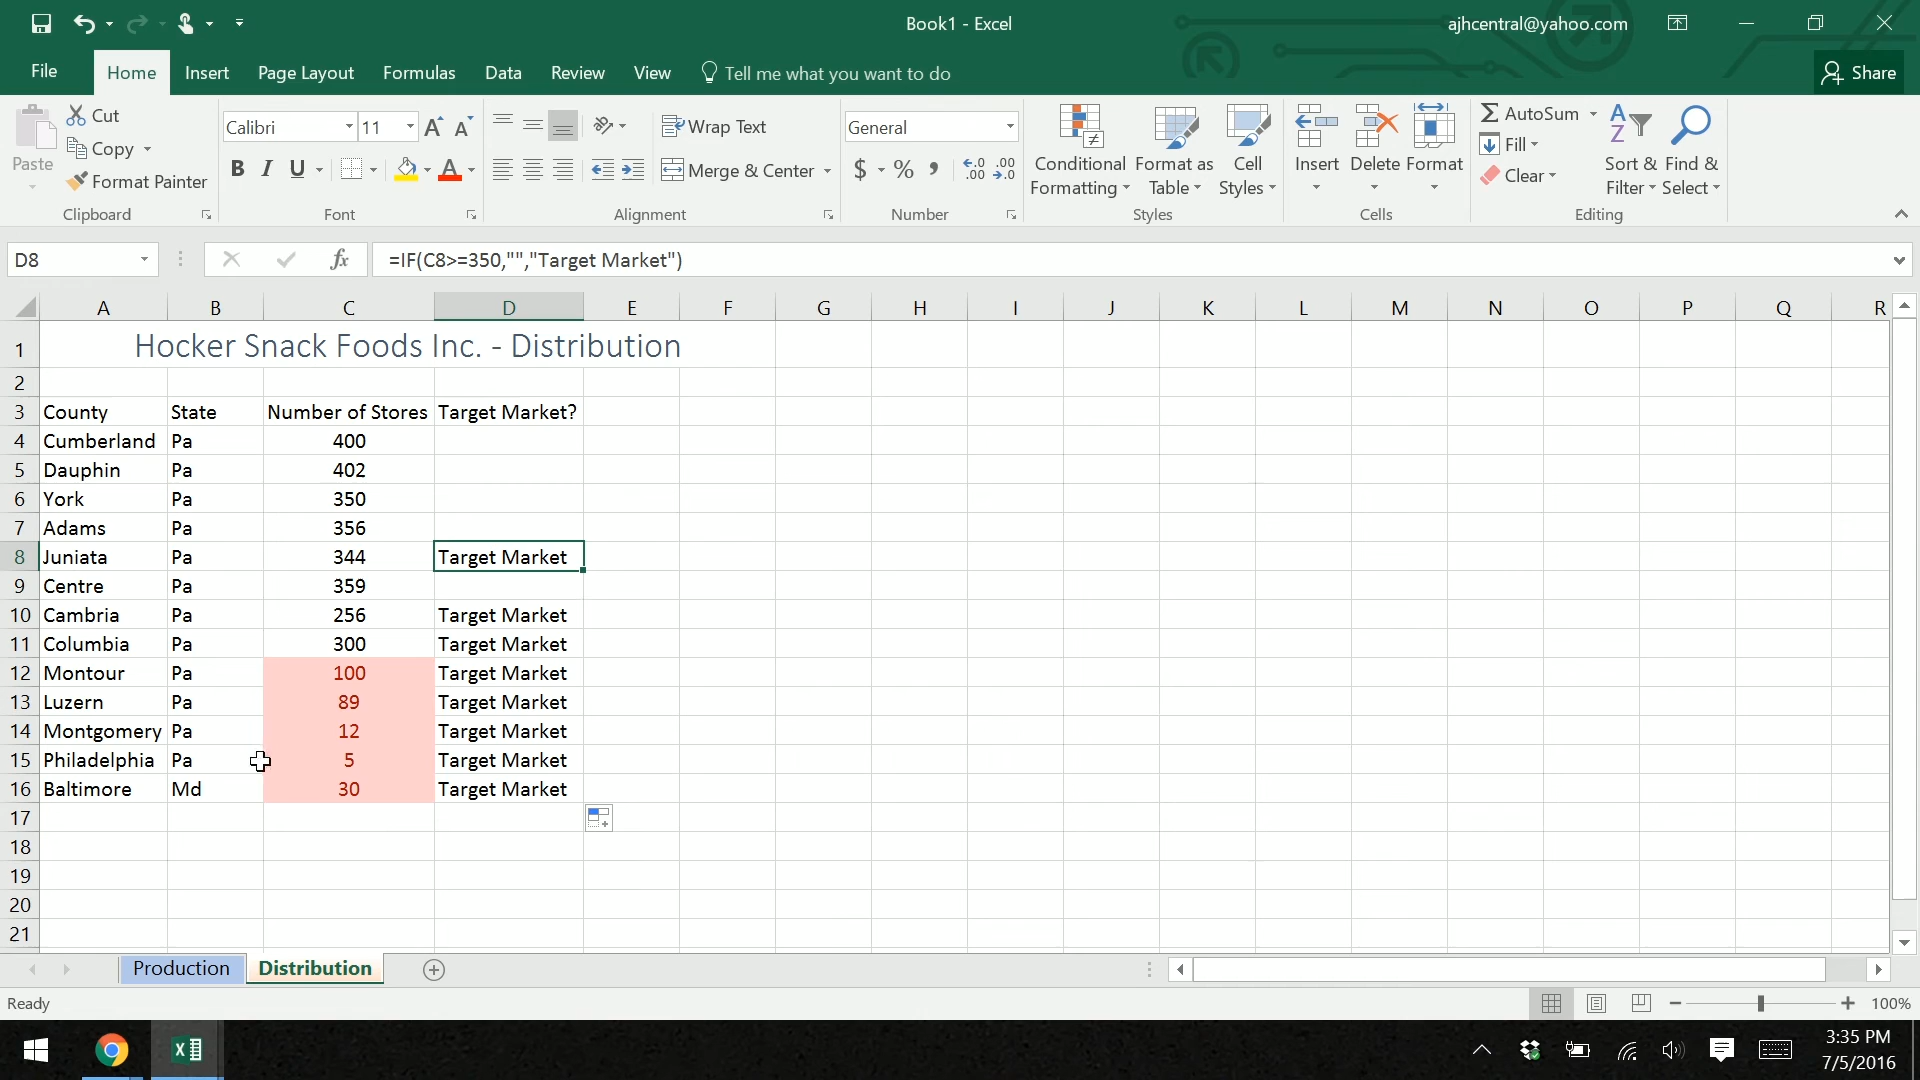 Book1 - Excel
ajhcentral@yahoo.com
File
Home
Insert
Page Layout
Formulas
Data
Review
View
Tell me what you want to do
Share
Paste
Cut
Copy
Format Painter
Clipboard
Calibri
11
A A
B I U
A
Font
Wrap Text
Merge & Center
Alignment
General
$ % ,
←.0 .00
.00 →.0
Number
Conditional Formatting
Format as Table
Cell Styles
Styles
Insert
Delete
Format
Cells
AutoSum
Fill
Clear
Sort & Filter
Find & Select
Editing
D8
fx
=IF(C8>=350,"","Target Market")
A B C D E F G H I J K L M N O P Q R
1 Hocker Snack Foods Inc. - Distribution
2
3 County State Number of Stores Target Market?
4 Cumberland Pa 400
5 Dauphin Pa 402
6 York Pa 350
7 Adams Pa 356
8 Juniata Pa 344 Target Market
9 Centre Pa 359
10 Cambria Pa 256 Target Market
11 Columbia Pa 300 Target Market
12 Montour Pa 100 Target Market
13 Luzern Pa 89 Target Market
14 Montgomery Pa 12 Target Market
15 Philadelphia Pa 5 Target Market
16 Baltimore Md 30 Target Market
17
18
19
20
21
Production
Distribution
Ready
100%
3:35 PM
7/5/2016